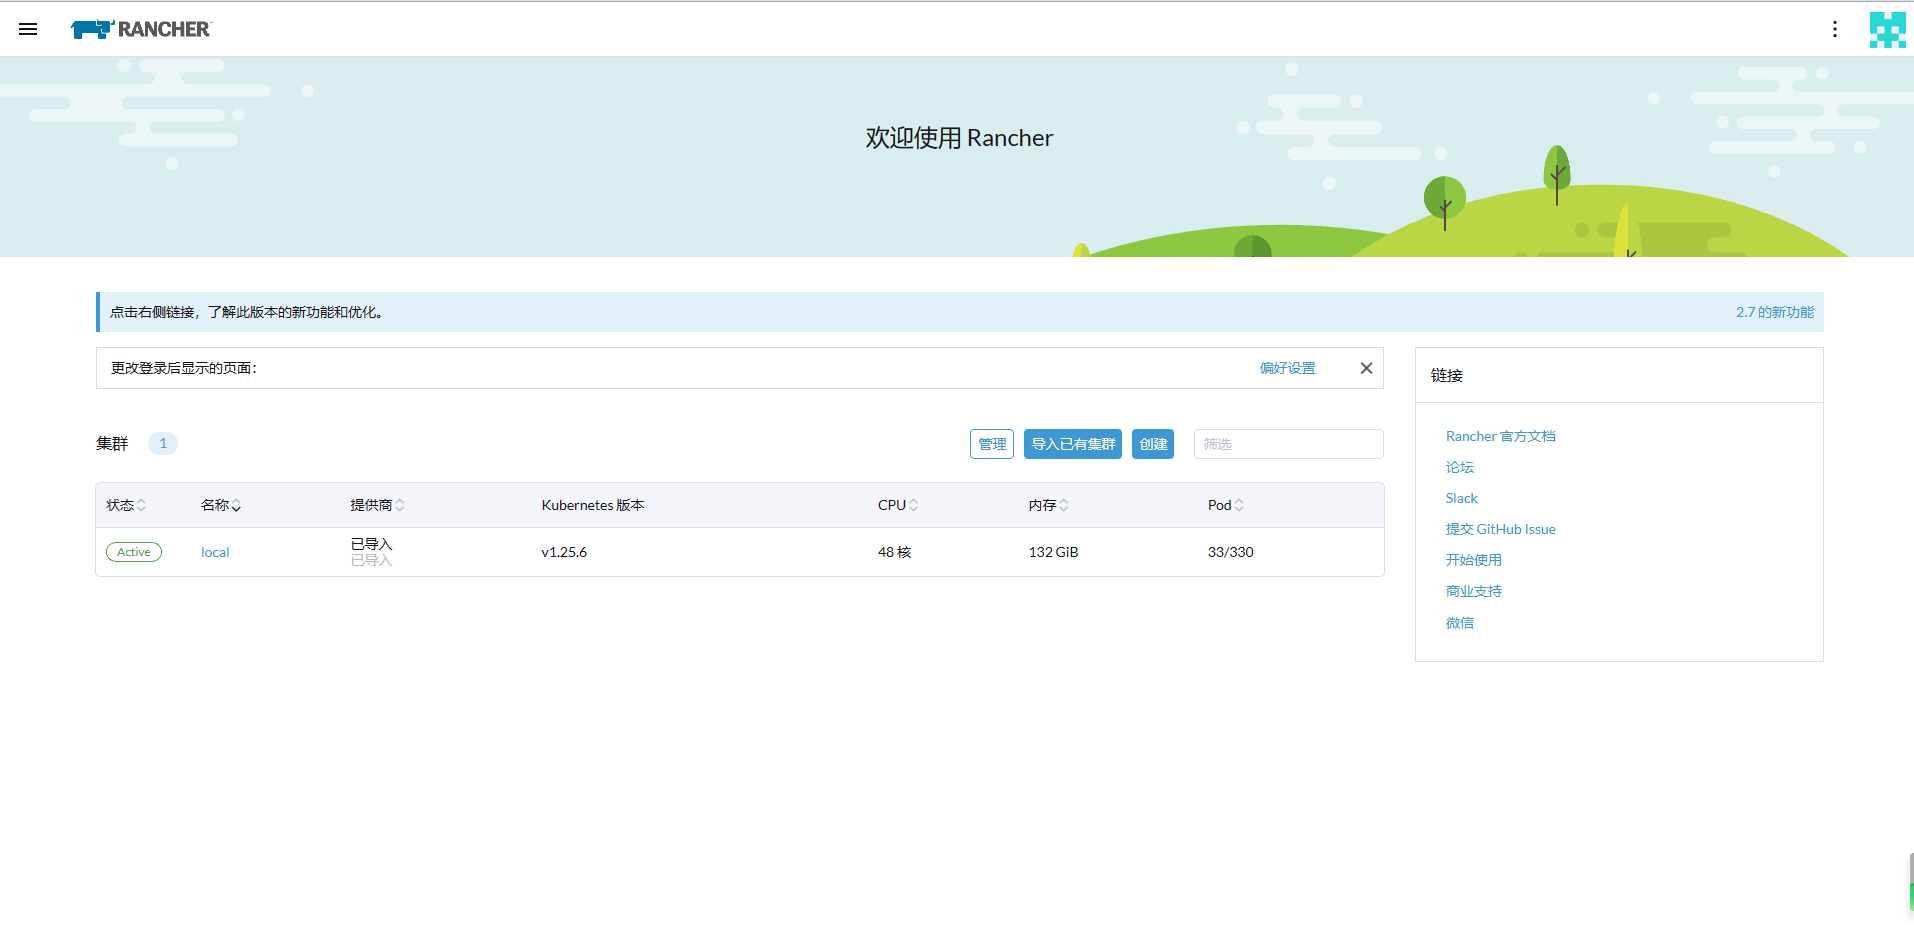 RANCHER
欢迎使用 Rancher
点击右侧链接，了解此版本的新功能和优化。
2.7 的新功能
更改登录后显示的页面：
偏好设置
集群 1
管理
导入已有集群
创建
筛选
状态 名称 提供商 Kubernetes 版本 CPU 内存 Pod
Active local 已导入 v1.25.6 48 核 132 GiB 33/330
已导入
链接
Rancher 官方文档
论坛
Slack
提交 GitHub Issue
开始使用
商业支持
微信